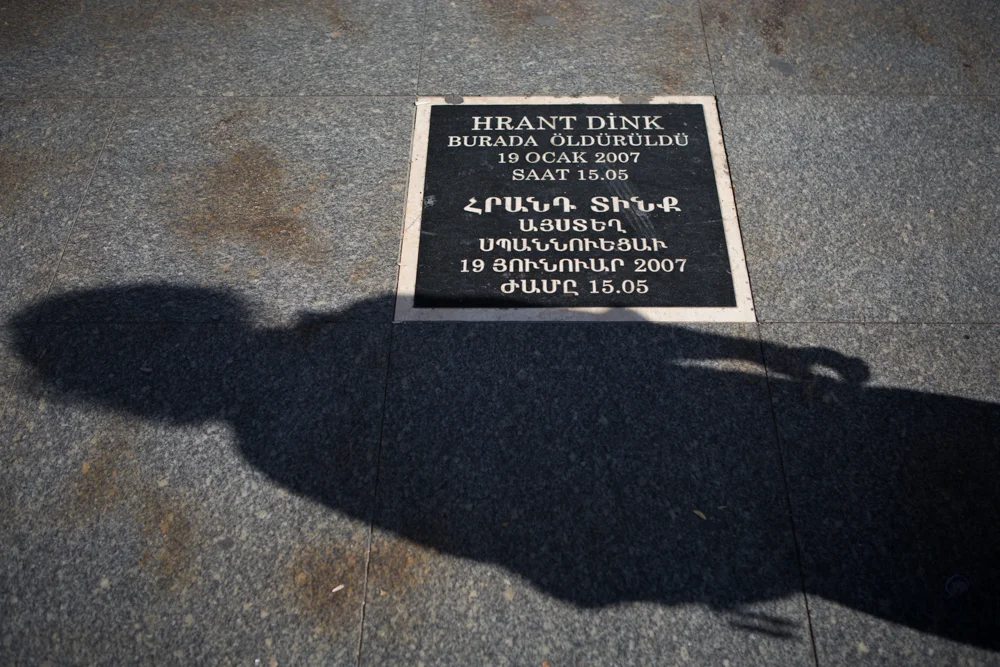 HRANT DİNK
BURADA ÖLDÜRÜLDÜ
19 OCAK 2007
SAAT 15.05
ՀՐԱՆԴ ՏԻՆՔ
ԱՅՍՏԵՂ
ՍՊԱՆՆՈՒԵՑԱՒ
19 ՅՈՒՆՈՒԱՐ 2007
ԺԱՄԸ 15.05